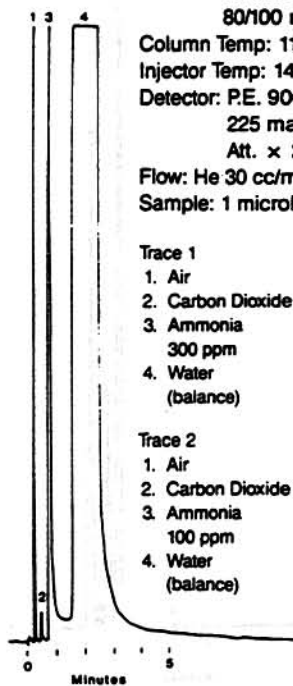 80/100
Column Temp: 11
Injector Temp: 14
Detector: P.E. 90
225 ma
Att. ×
Flow: He 30 cc/m
Sample: 1 microl
1 3 4
Trace 1
1. Air
2. Carbon Dioxide
3. Ammonia
300 ppm
4. Water
(balance)
Trace 2
1. Air
2. Carbon Dioxide
3. Ammonia
100 ppm
4. Water
(balance)
2
0 5
Minutes